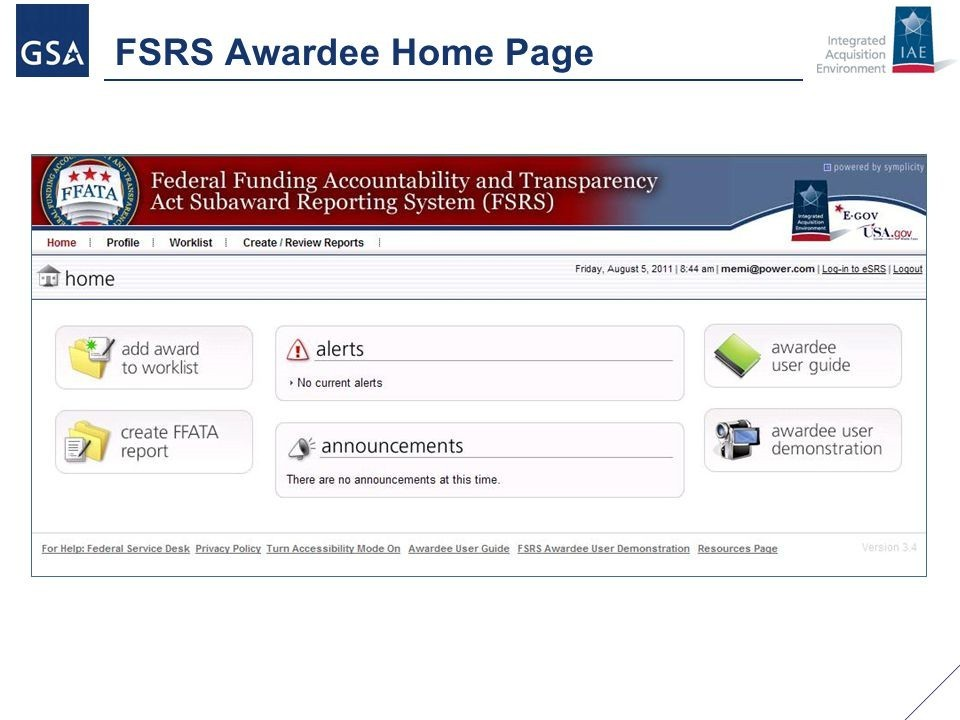 GSA
FSRS Awardee Home Page
Integrated
Acquisition
Environment
IAE
FFATA
Federal Funding Accountability and Transparency
Act Subaward Reporting System (FSRS)
powered by symplicity
Integrated
Acquisition
Environment
IAE
E-GOV
USA.gov
Home
Profile
Worklist
Create / Review Reports
home
Friday, August 5, 2011 | 8:44 am | memi@power.com | Log-in to eSRS | Logout
add award
to worklist
create FFATA
report
alerts
No current alerts
announcements
There are no announcements at this time.
awardee
user guide
awardee user
demonstration
For Help: Federal Service Desk Privacy Policy Turn Accessibility Mode On Awardee User Guide FSRS Awardee User Demonstration Resources Page
Version 3.4